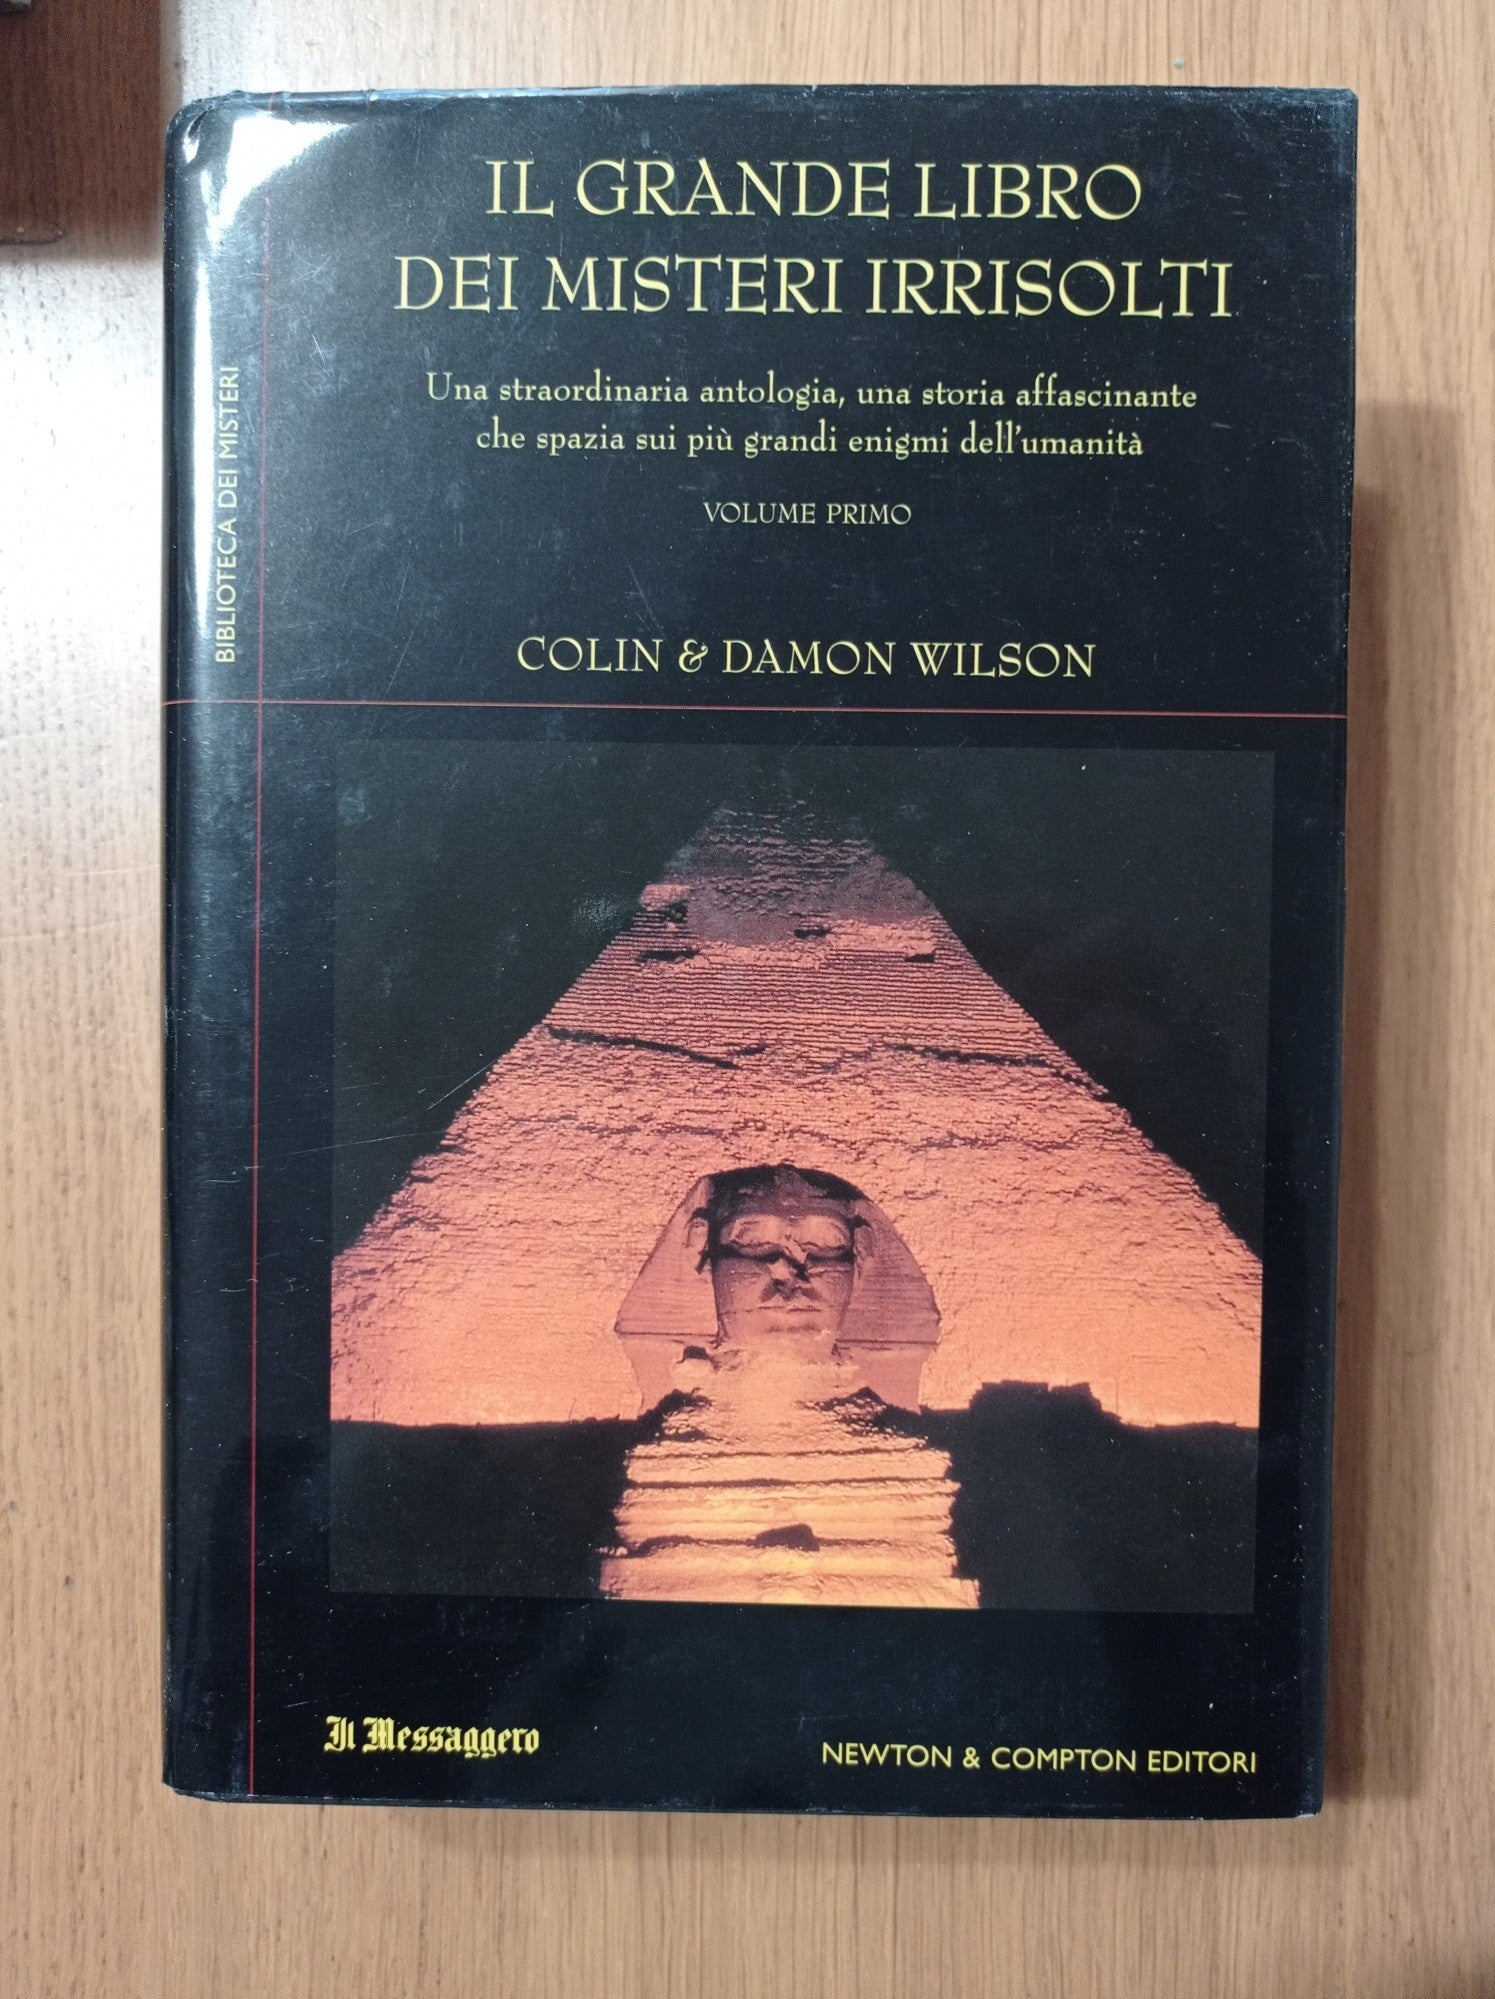 IL GRANDE LIBRO
DEI MISTERI IRRISOLTI
Una straordinaria antologia, una storia affascinante
che spazia sui più grandi enigmi dell'umanità
VOLUME PRIMO
COLIN & DAMON WILSON
BIBLIOTECA DEI MISTERI
Il Messaggero
NEWTON & COMPTON EDITORI